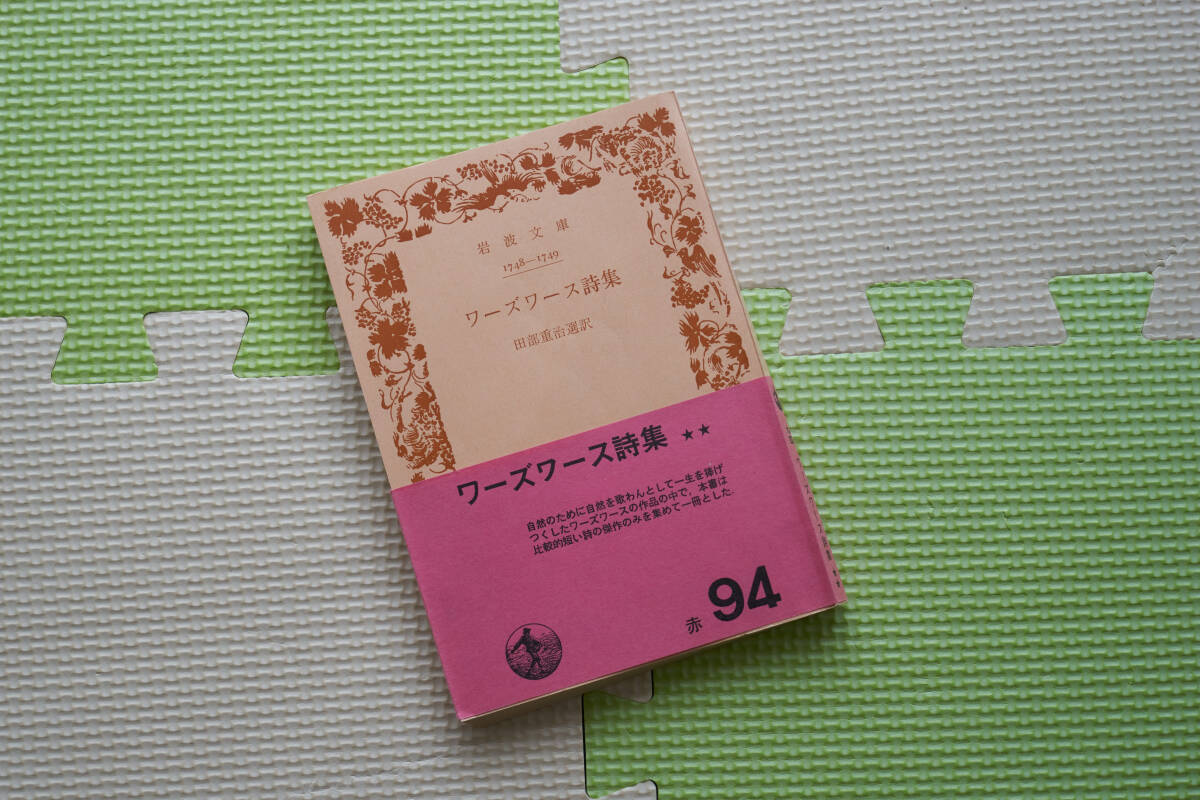 岩波文庫
1748—1749
ワーズワース詩集
田部重治選訳
ワーズワース詩集 ★★
自然のために自然を歌わんとして一生を捧げ
つくしたワーズワースの作品の中で，本書は
比較的短い詩の傑作のみを集めて一冊とした．
赤 94